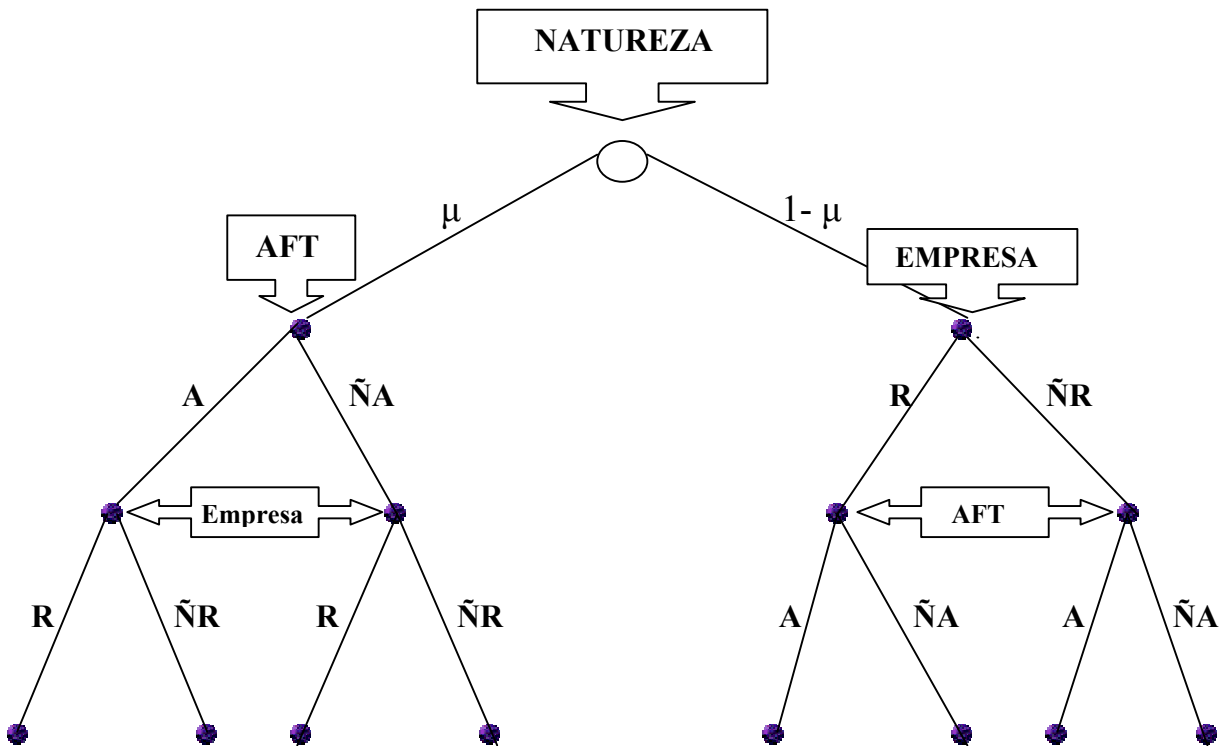 NATUREZA
μ
1- μ
AFT
EMPRESA
A
ÑA
R
ÑR
Empresa
AFT
R
ÑR
R
ÑR
A
ÑA
A
ÑA